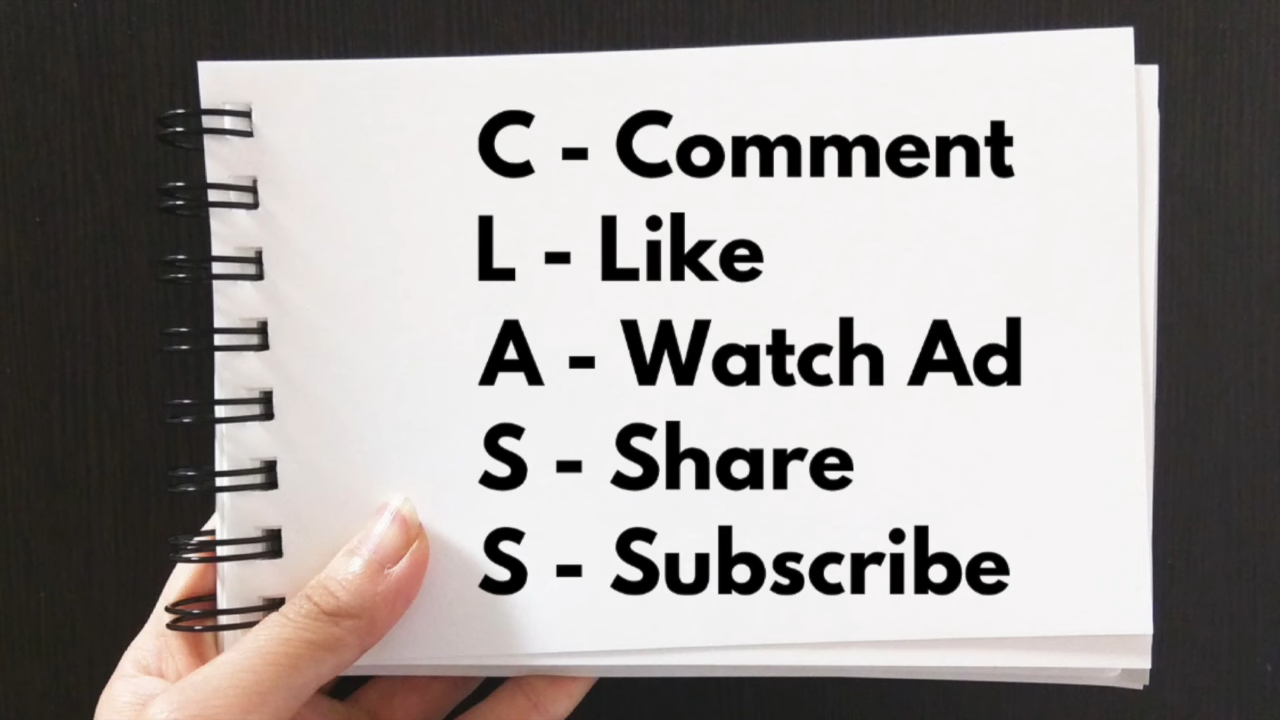 C - Comment
L - Like
A - Watch Ad
S - Share
S - Subscribe